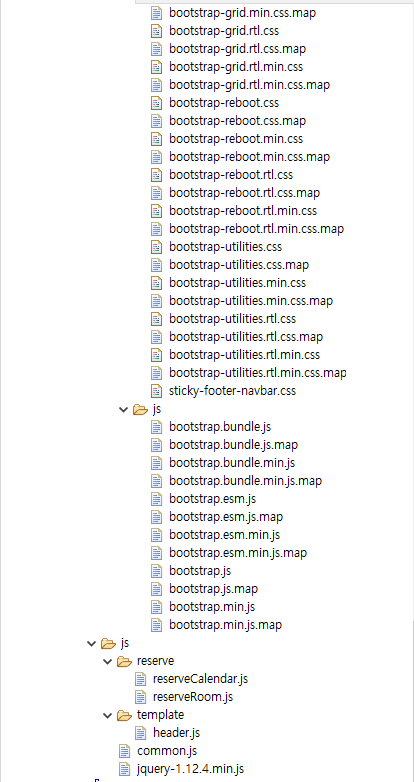 bootstrap-grid.min.css.map
bootstrap-grid.rtl.css
bootstrap-grid.rtl.css.map
bootstrap-grid.rtl.min.css
bootstrap-grid.rtl.min.css.map
bootstrap-reboot.css
bootstrap-reboot.css.map
bootstrap-reboot.min.css
bootstrap-reboot.min.css.map
bootstrap-reboot.rtl.css
bootstrap-reboot.rtl.css.map
bootstrap-reboot.rtl.min.css
bootstrap-reboot.rtl.min.css.map
bootstrap-utilities.css
bootstrap-utilities.css.map
bootstrap-utilities.min.css
bootstrap-utilities.min.css.map
bootstrap-utilities.rtl.css
bootstrap-utilities.rtl.css.map
bootstrap-utilities.rtl.min.css
bootstrap-utilities.rtl.min.css.map
sticky-footer-navbar.css
js
bootstrap.bundle.js
bootstrap.bundle.js.map
bootstrap.bundle.min.js
bootstrap.bundle.min.js.map
bootstrap.esm.js
bootstrap.esm.js.map
bootstrap.esm.min.js
bootstrap.esm.min.js.map
bootstrap.js
bootstrap.js.map
bootstrap.min.js
bootstrap.min.js.map
js
reserve
reserveCalendar.js
reserveRoom.js
template
header.js
common.js
jquery-1.12.4.min.js